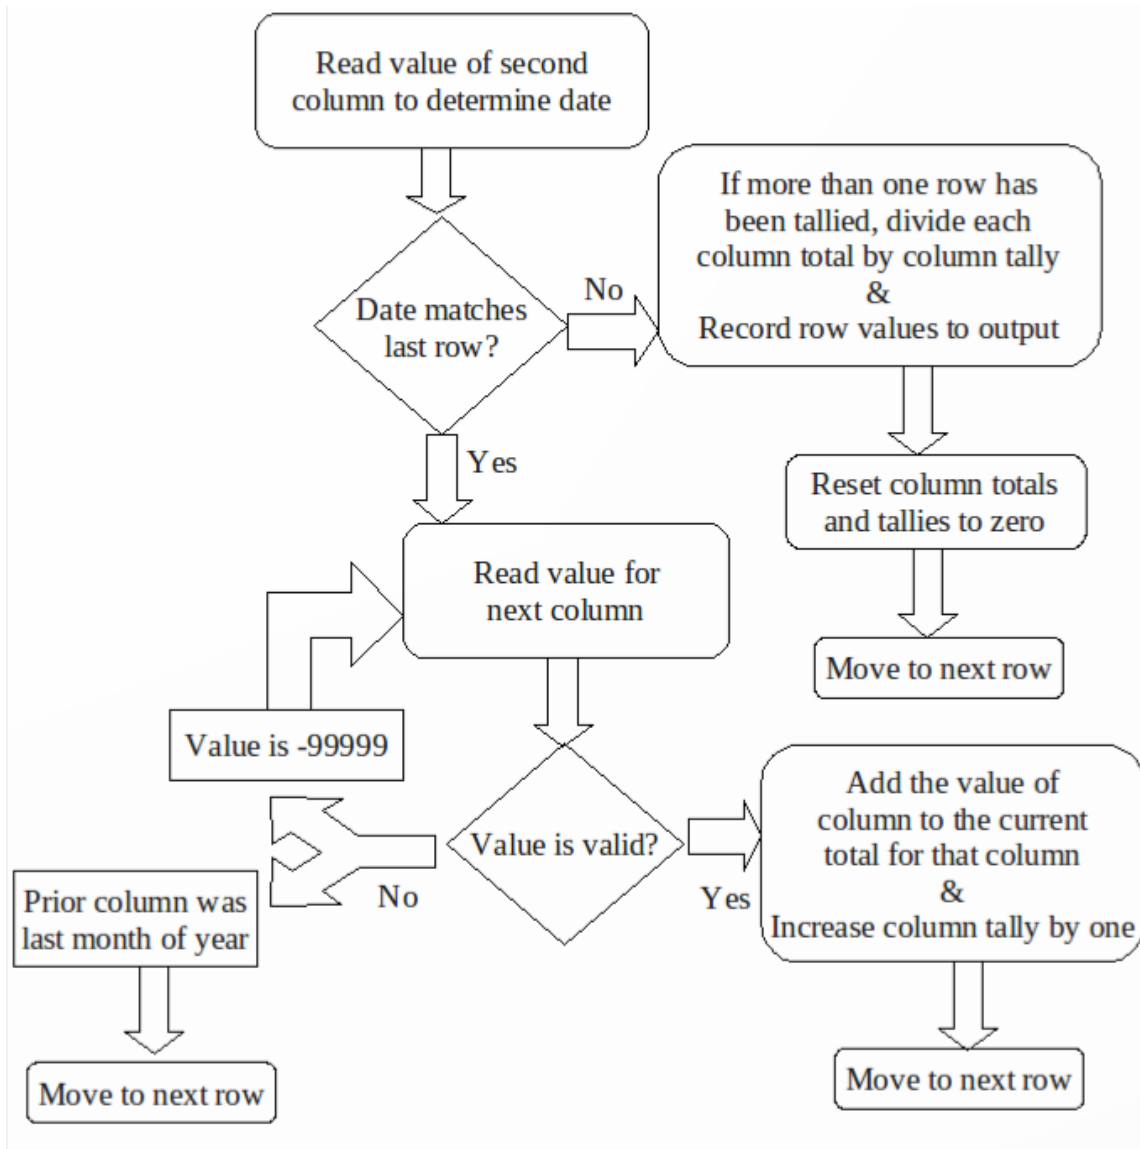 Read value of second
column to determine date
If more than one row has
been tallied, divide each
column total by column tally
&
Record row values to output
No
Date matches
last row?
Yes
Reset column totals
and tallies to zero
Read value for
next column
Move to next row
Value is -99999
Add the value of
column to the current
total for that column
&
Increase column tally by one
Value is valid?
Yes
No
Prior column was
last month of year
Move to next row
Move to next row